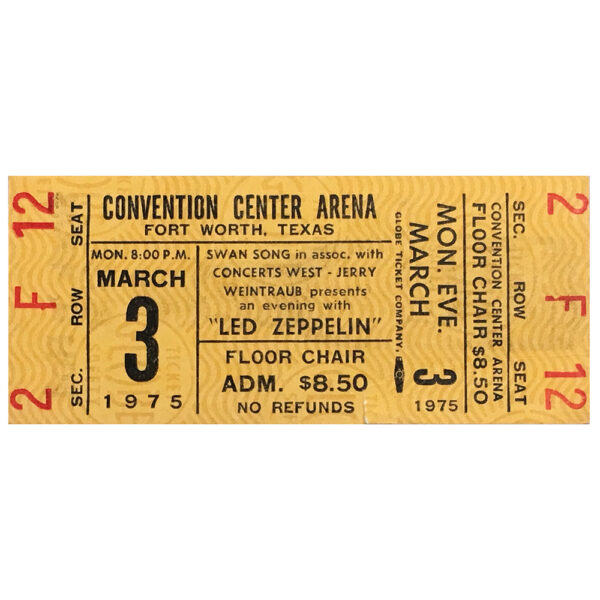 12 SEAT
F ROW
2 SEC.
CONVENTION CENTER ARENA
FORT WORTH, TEXAS
MON. 8:00 P.M.
MARCH
3
1975
SWAN SONG in assoc. with
CONCERTS WEST - JERRY
WEINTRAUB presents
an evening with
"LED ZEPPELIN"
FLOOR CHAIR
ADM. $8.50
NO REFUNDS
GLOBE TICKET COMPANY
MON. EVE.
MARCH
3
1975
CONVENTION CENTER ARENA
FLOOR CHAIR $8.50
SEC. 2
ROW F
SEAT 12